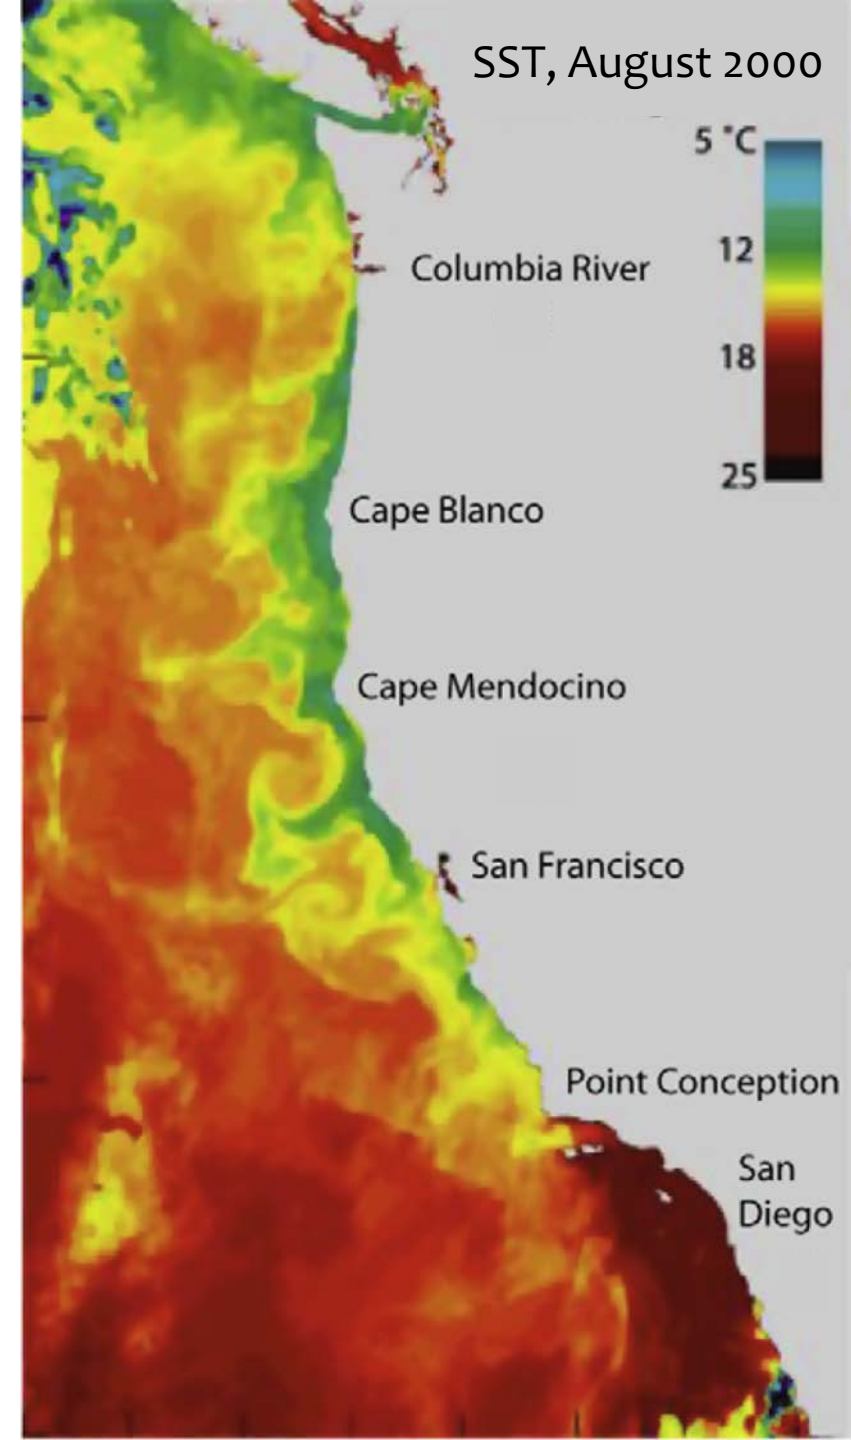 SST, August 2000
5 °C
12
18
25
Columbia River
Cape Blanco
Cape Mendocino
San Francisco
Point Conception
San
Diego